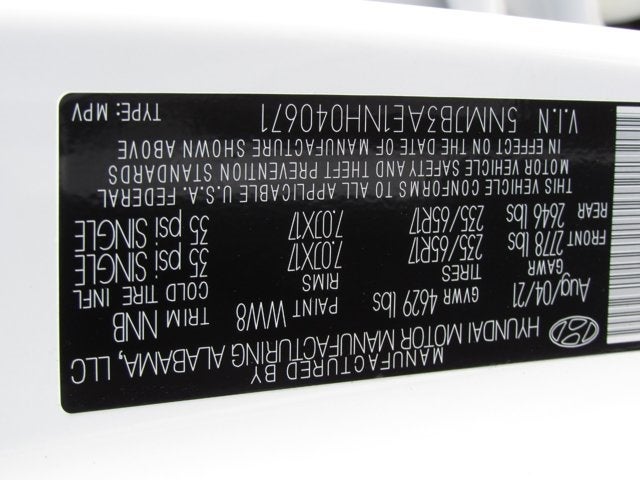 MANUFACTURED BY
HYUNDAI MOTOR MANUFACTURING ALABAMA, LLC
Aug/04/21 GVWR 4629 lbs PAINT WW8 TRIM NNB
GAWR TIRES RIMS COLD TIRE INFL
FRONT 2778 lbs 235/65R17 7.0JX17 35 psi SINGLE
REAR 2646 lbs 235/65R17 7.0JX17 35 psi SINGLE
THIS VEHICLE CONFORMS TO ALL APPLICABLE U.S.A. FEDERAL
MOTOR VEHICLE SAFETY AND THEFT PREVENTION STANDARDS
IN EFFECT ON THE DATE OF MANUFACTURE SHOWN ABOVE
V.I.N 5NMJB3AE1NH040671 TYPE: MPV